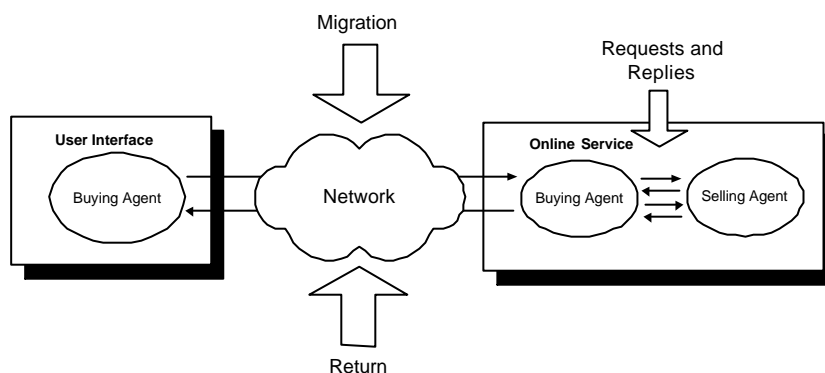 Migration
Requests and
Replies
User Interface
Online Service
Buying Agent
Network
Buying Agent
Selling Agent
Return